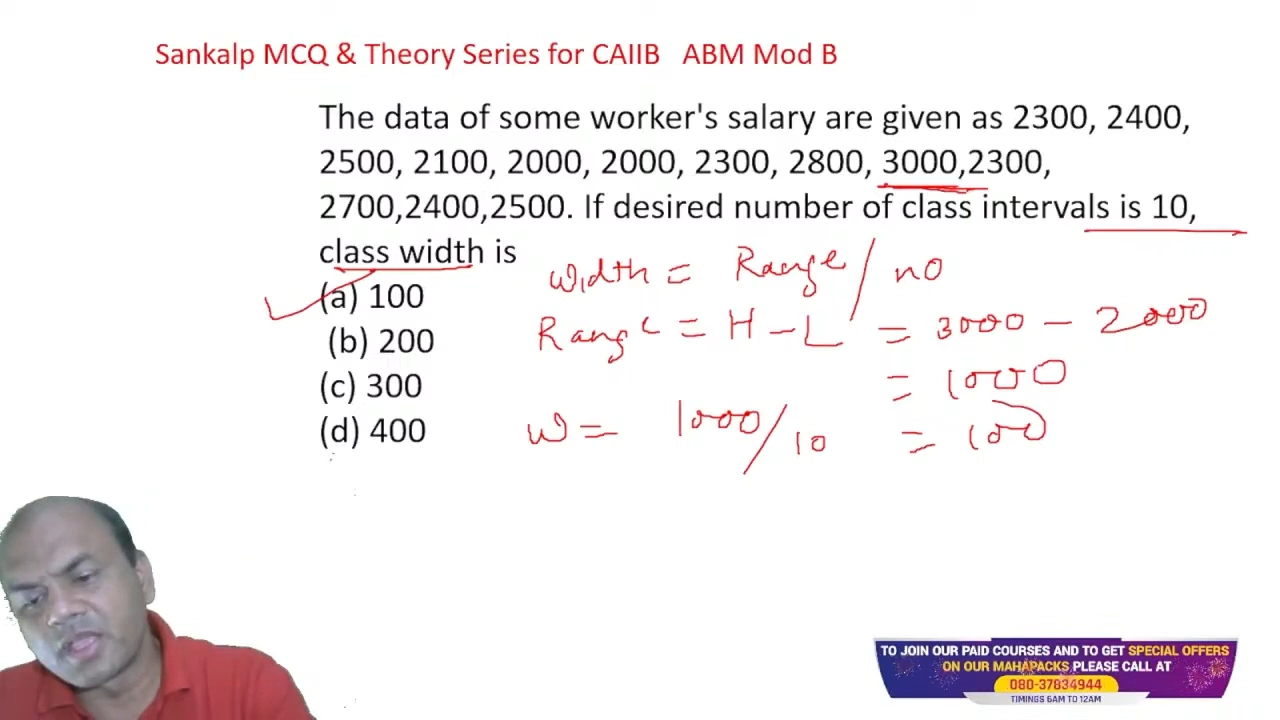 Sankalp MCQ & Theory Series for CAIIB ABM Mod B
The data of some worker's salary are given as 2300, 2400,
2500, 2100, 2000, 2000, 2300, 2800, 3000,2300,
2700,2400,2500. If desired number of class intervals is 10,
class width is
(a) 100
(b) 200
(c) 300
(d) 400
Width = Range / no
Range = H - L = 3000 - 2000
= 1000
W = 1000/10 = 100
TO JOIN OUR PAID COURSES AND TO GET SPECIAL OFFERS
ON OUR MAHAPACKS PLEASE CALL AT
080-37834944
TIMINGS 6AM TO 12AM